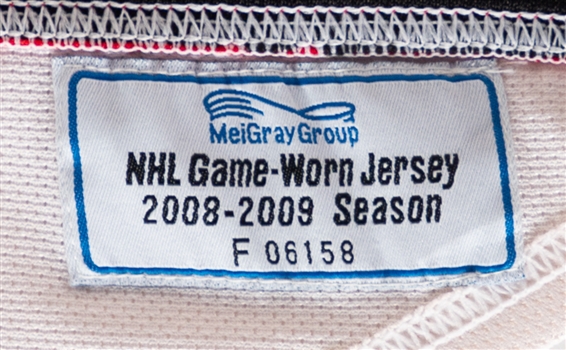 MeiGrayGroup
NHL Game-Worn Jersey
2008-2009 Season
F 06158